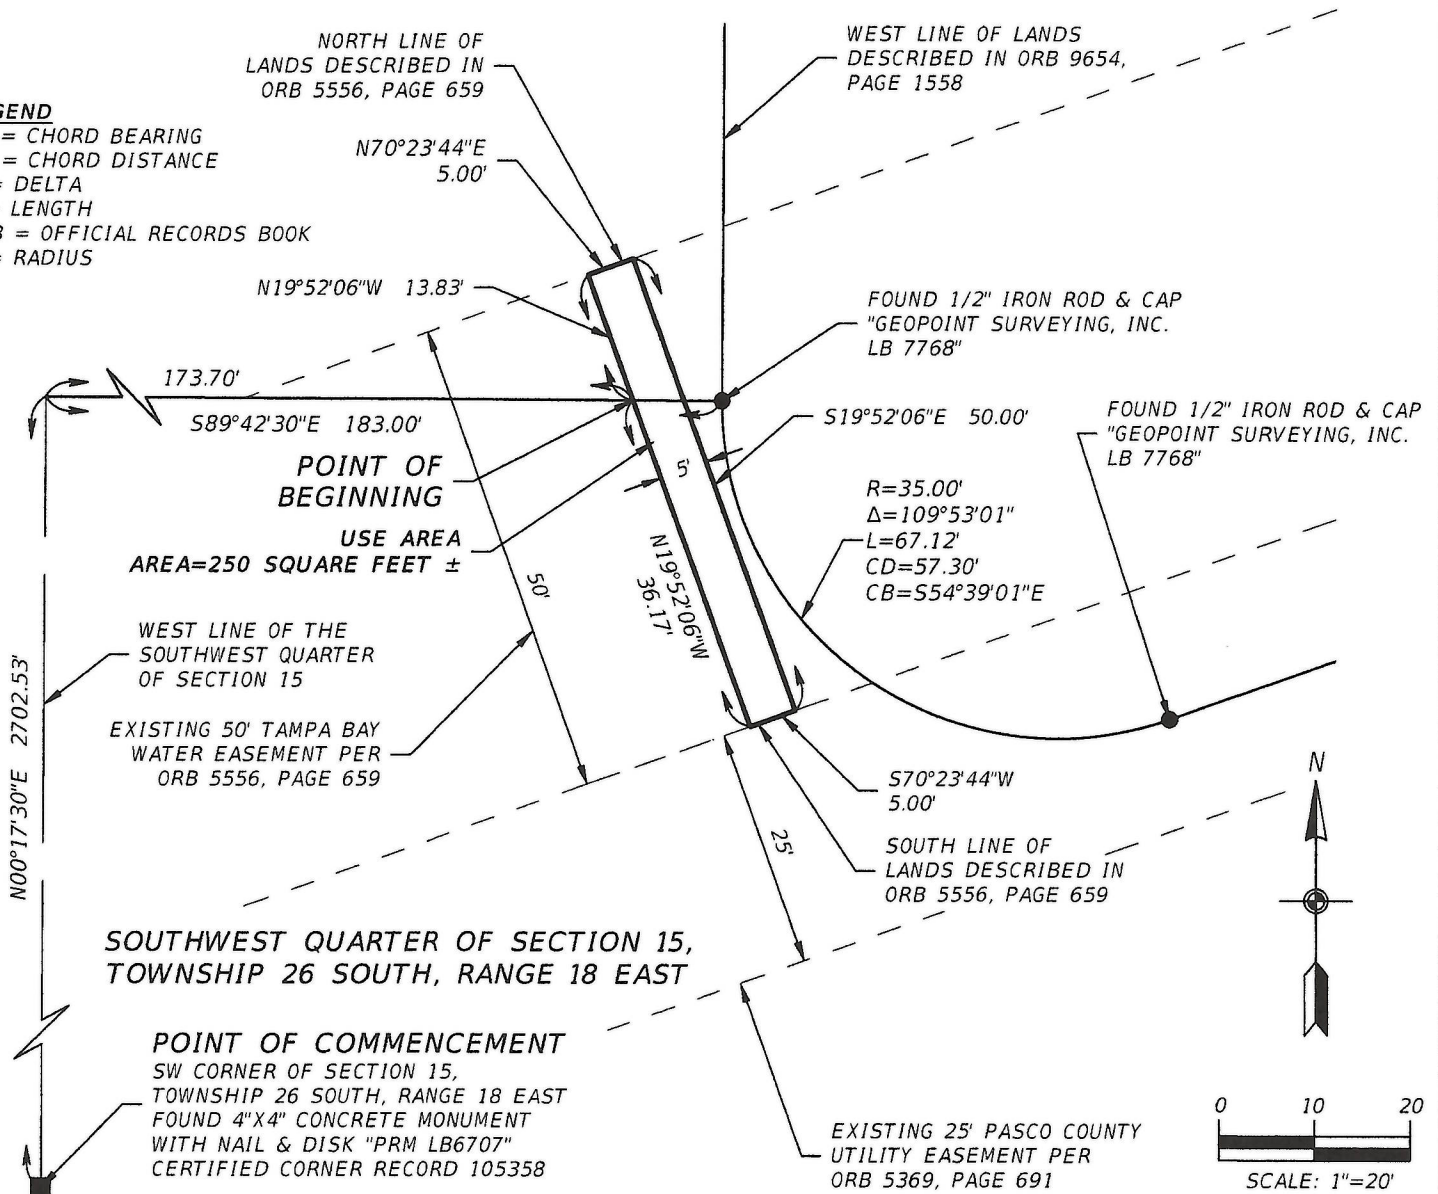 NORTH LINE OF
LANDS DESCRIBED IN
ORB 5556, PAGE 659
WEST LINE OF LANDS
DESCRIBED IN ORB 9654,
PAGE 1558
GEND
= CHORD BEARING
= CHORD DISTANCE
= DELTA
LENGTH
B = OFFICIAL RECORDS BOOK
= RADIUS
N70°23'44"E
5.00'
N19°52'06"W 13.83'
FOUND 1/2" IRON ROD & CAP
"GEOPOINT SURVEYING, INC.
LB 7768"
173.70'
S89°42'30"E 183.00'
S19°52'06"E 50.00'
FOUND 1/2" IRON ROD & CAP
"GEOPOINT SURVEYING, INC.
LB 7768"
POINT OF
BEGINNING
5'
R=35.00'
Δ=109°53'01"
L=67.12'
CD=57.30'
CB=S54°39'01"E
USE AREA
AREA=250 SQUARE FEET ±
N19°52'06"W
36.17'
50'
WEST LINE OF THE
SOUTHWEST QUARTER
OF SECTION 15
N00°17'30"E 2702.53'
EXISTING 50' TAMPA BAY
WATER EASEMENT PER
ORB 5556, PAGE 659
S70°23'44"W
5.00'
25'
SOUTH LINE OF
LANDS DESCRIBED IN
ORB 5556, PAGE 659
N
SOUTHWEST QUARTER OF SECTION 15,
TOWNSHIP 26 SOUTH, RANGE 18 EAST
POINT OF COMMENCEMENT
SW CORNER OF SECTION 15,
TOWNSHIP 26 SOUTH, RANGE 18 EAST
FOUND 4"X4" CONCRETE MONUMENT
WITH NAIL & DISK "PRM LB6707"
CERTIFIED CORNER RECORD 105358
EXISTING 25' PASCO COUNTY
UTILITY EASEMENT PER
ORB 5369, PAGE 691
0 10 20
SCALE: 1"=20'